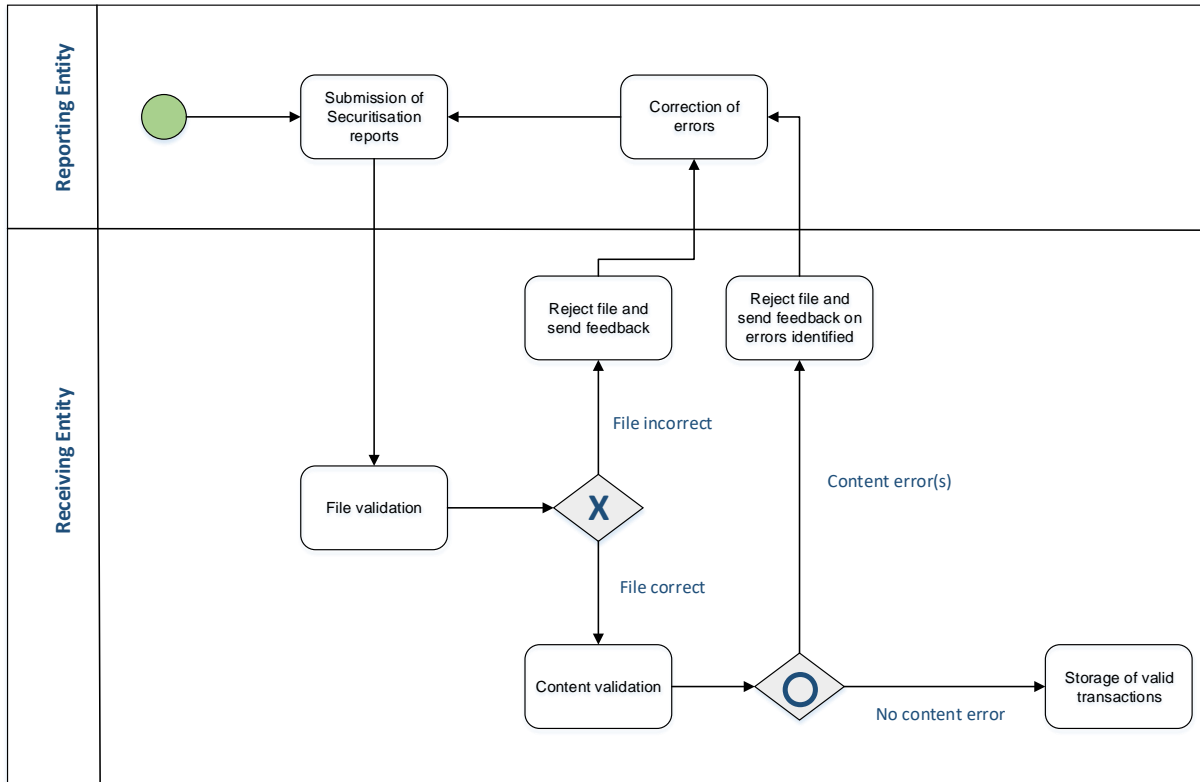 Reporting Entity
Submission of
Securitisation
reports
Correction of
errors
Receiving Entity
Reject file and
send feedback
Reject file and
send feedback on
errors identified
File incorrect
Content error(s)
File validation
X
File correct
Content validation
No content error
Storage of valid
transactions